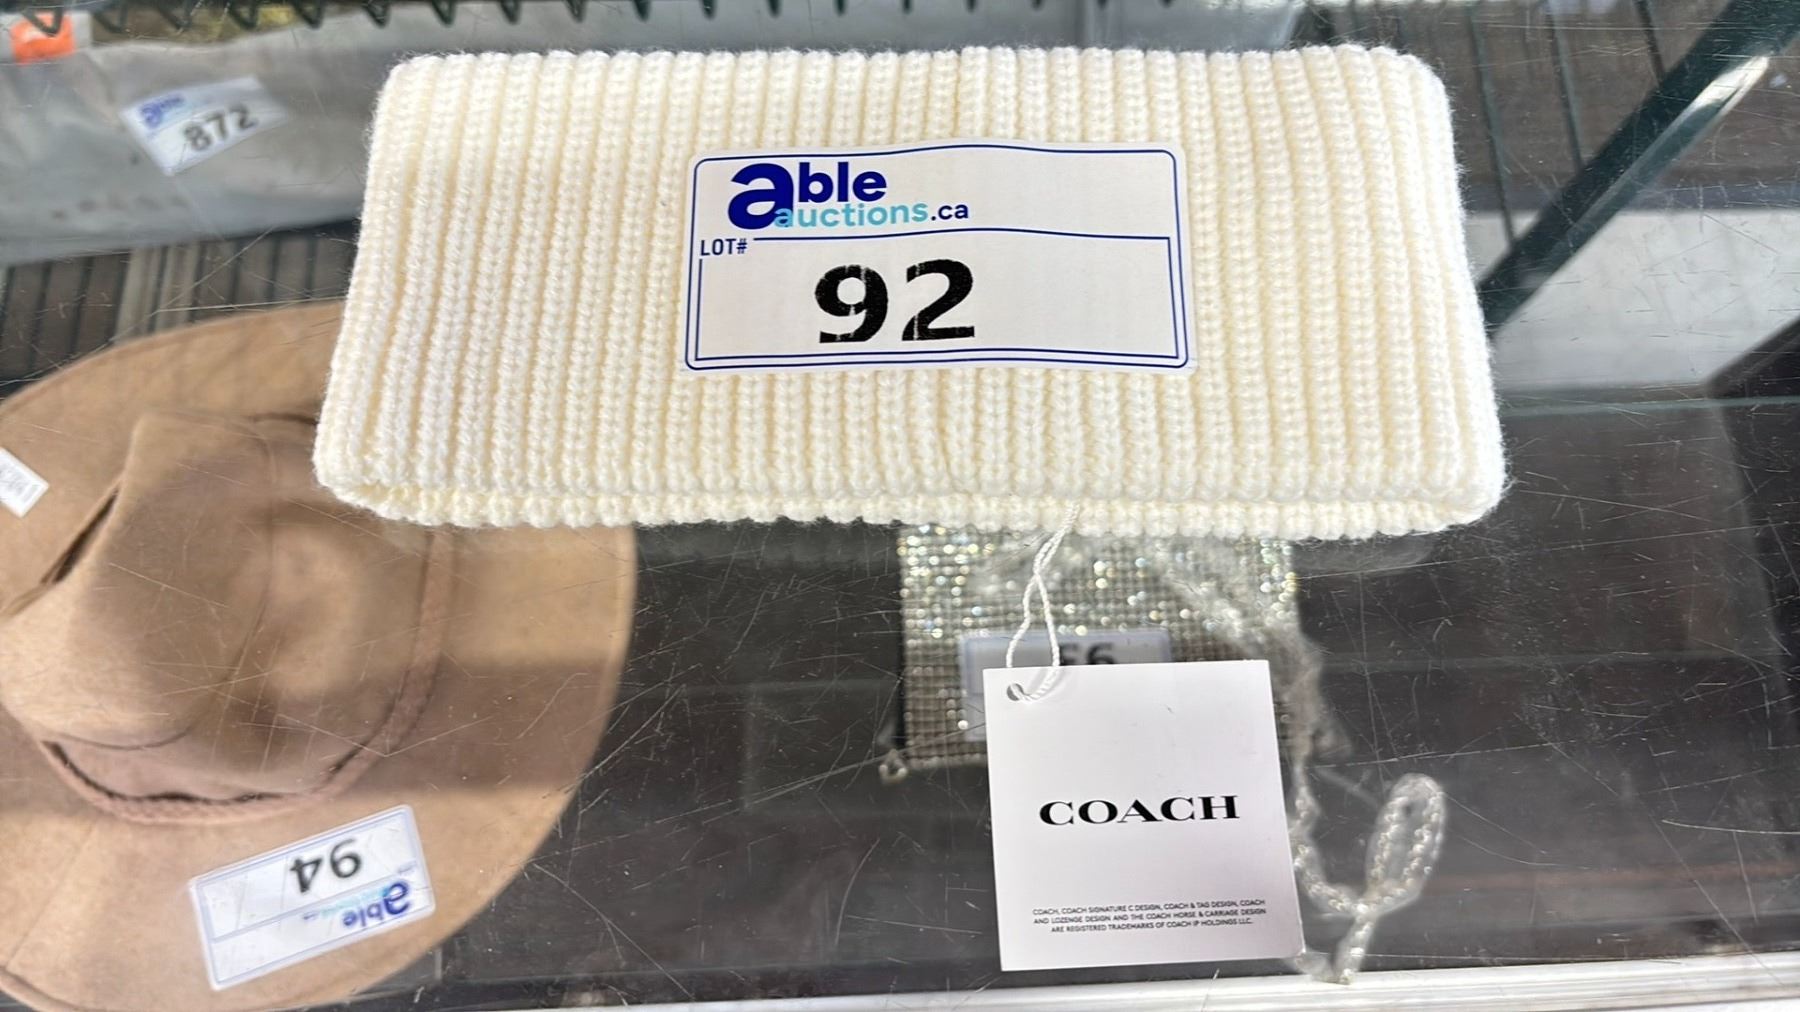 able
872
able
auctions.ca
LOT#
92
COACH
COACH, COACH SIGNATURE C DESIGN, COACH & TAG DESIGN, COACH
AND LOZENGE DESIGN AND THE COACH HORSE & CARRIAGE DESIGN
ARE REGISTERED TRADEMARKS OF COACH IP HOLDINGS LLC.
94
able